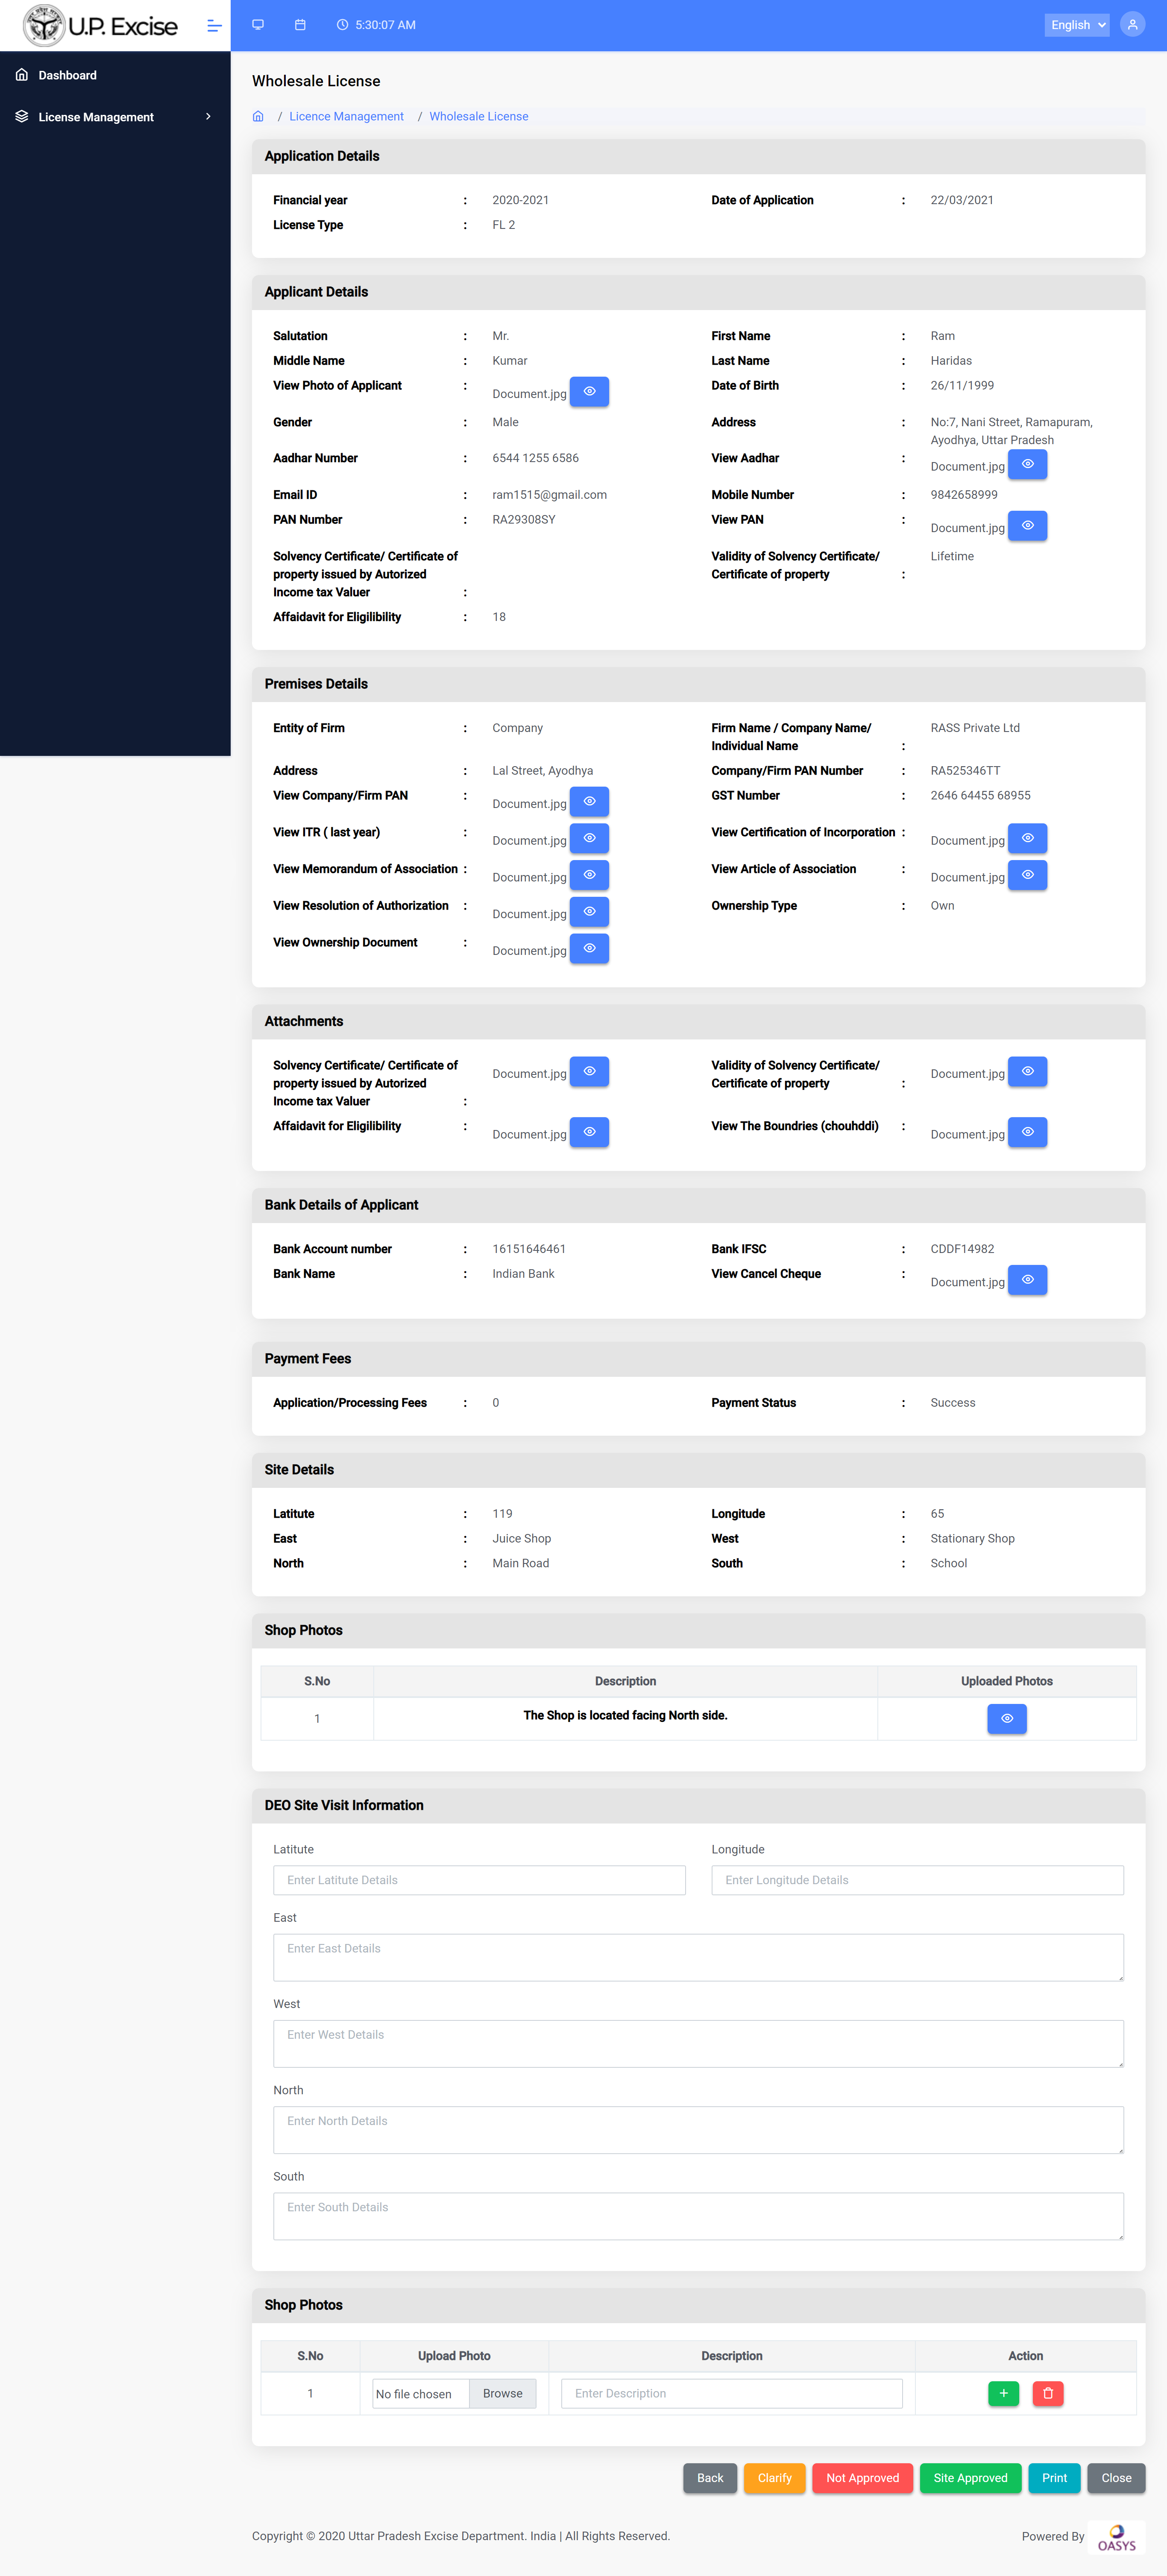 U.P. Excise
5:30:07 AM
English
Dashboard
License Management
Wholesale License
/ Licence Management / Wholesale License
Application Details
Financial year : 2020-2021 Date of Application : 22/03/2021
License Type : FL 2
Applicant Details
Salutation : Mr. First Name : Ram
Middle Name : Kumar Last Name : Haridas
View Photo of Applicant : Document.jpg Date of Birth : 26/11/1999
Gender : Male Address : No:7, Nani Street, Ramapuram,
Ayodhya, Uttar Pradesh
Aadhar Number : 6544 1255 6586 View Aadhar : Document.jpg
Email ID : ram1515@gmail.com Mobile Number : 9842658999
PAN Number : RA29308SY View PAN : Document.jpg
Solvency Certificate/ Certificate of Validity of Solvency Certificate/ Lifetime
property issued by Autorized Certificate of property :
Income tax Valuer :
Affaidavit for Eligilibility : 18
Premises Details
Entity of Firm : Company Firm Name / Company Name/ RASS Private Ltd
Individual Name :
Address : Lal Street, Ayodhya Company/Firm PAN Number : RA525346TT
View Company/Firm PAN : Document.jpg GST Number : 2646 64455 68955
View ITR ( last year) : Document.jpg View Certification of Incorporation : Document.jpg
View Memorandum of Association : Document.jpg View Article of Association : Document.jpg
View Resolution of Authorization : Document.jpg Ownership Type : Own
View Ownership Document : Document.jpg
Attachments
Solvency Certificate/ Certificate of Document.jpg Validity of Solvency Certificate/ Document.jpg
property issued by Autorized Certificate of property :
Income tax Valuer :
Affaidavit for Eligilibility : Document.jpg View The Boundries (chouhddi) : Document.jpg
Bank Details of Applicant
Bank Account number : 16151646461 Bank IFSC : CDDF14982
Bank Name : Indian Bank View Cancel Cheque : Document.jpg
Payment Fees
Application/Processing Fees : 0 Payment Status : Success
Site Details
Latitute : 119 Longitude : 65
East : Juice Shop West : Stationary Shop
North : Main Road South : School
Shop Photos
S.No Description Uploaded Photos
1 The Shop is located facing North side.
DEO Site Visit Information
Latitute Longitude
Enter Latitute Details Enter Longitude Details
East
Enter East Details
West
Enter West Details
North
Enter North Details
South
Enter South Details
Shop Photos
S.No Upload Photo Description Action
1 No file chosen Browse Enter Description +
Back Clarify Not Approved Site Approved Print Close
Copyright © 2020 Uttar Pradesh Excise Department. India | All Rights Reserved. Powered By OASYS